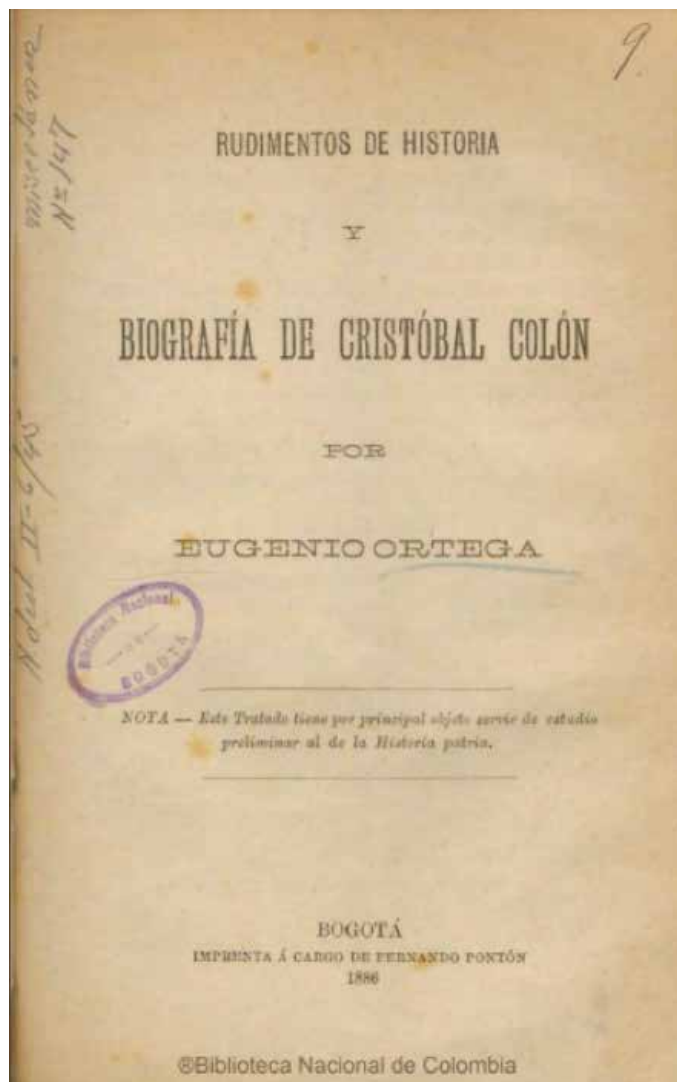 9.
RUDIMENTOS DE HISTORIA
Y
BIOGRAFÍA DE CRISTÓBAL COLÓN
POR
EUGENIO ORTEGA
Biblioteca Nacional
BOGOTÁ
NOTA — Este Tratado tiene por principal objeto servir de estudio
preliminar al de la Historia patria.
BOGOTÁ
IMPRENTA Á CARGO DE FERNANDO PONTÓN
1886
®Biblioteca Nacional de Colombia